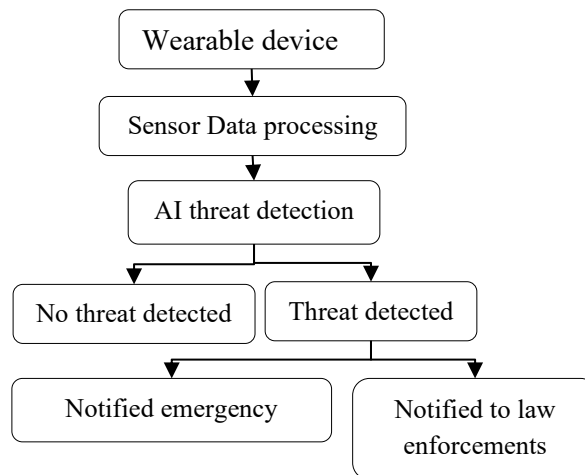 Wearable device
Sensor Data processing
AI threat detection
No threat detected
Threat detected
Notified emergency
Notified to law
enforcements